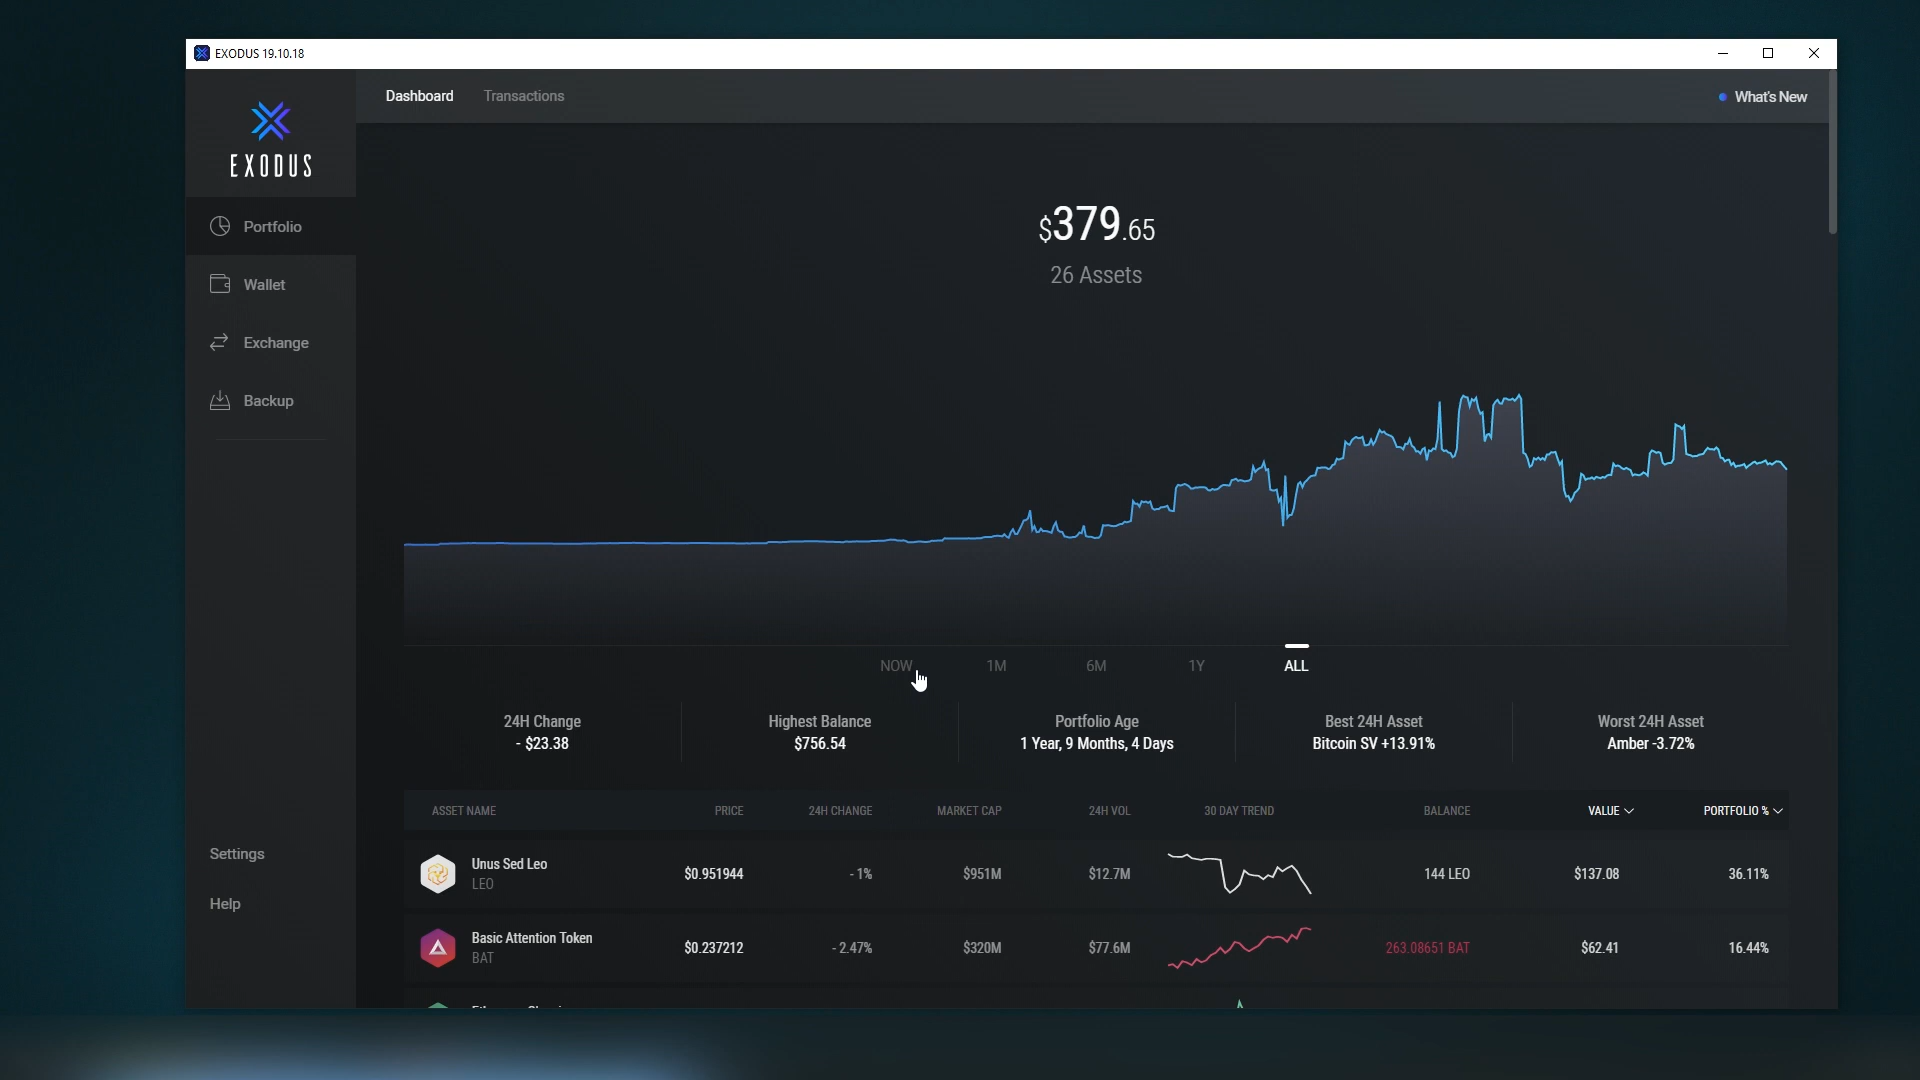 EXODUS 19.10.18
EXODUS
Dashboard
Transactions
What's New
Portfolio
Wallet
Exchange
Backup
Settings
Help
$379.65
26 Assets
NOW
1M
6M
1Y
ALL
24H Change
- $23.38
Highest Balance
$756.54
Portfolio Age
1 Year, 9 Months, 4 Days
Best 24H Asset
Bitcoin SV +13.91%
Worst 24H Asset
Amber -3.72%
ASSET NAME PRICE 24H CHANGE MARKET CAP 24H VOL 30 DAY TREND BALANCE VALUE PORTFOLIO %
Unus Sed Leo
LEO
$0.951944 - 1% $951M $12.7M 144 LEO $137.08 36.11%
Basic Attention Token
BAT
$0.237212 - 2.47% $320M $77.6M 263.08651 BAT $62.41 16.44%